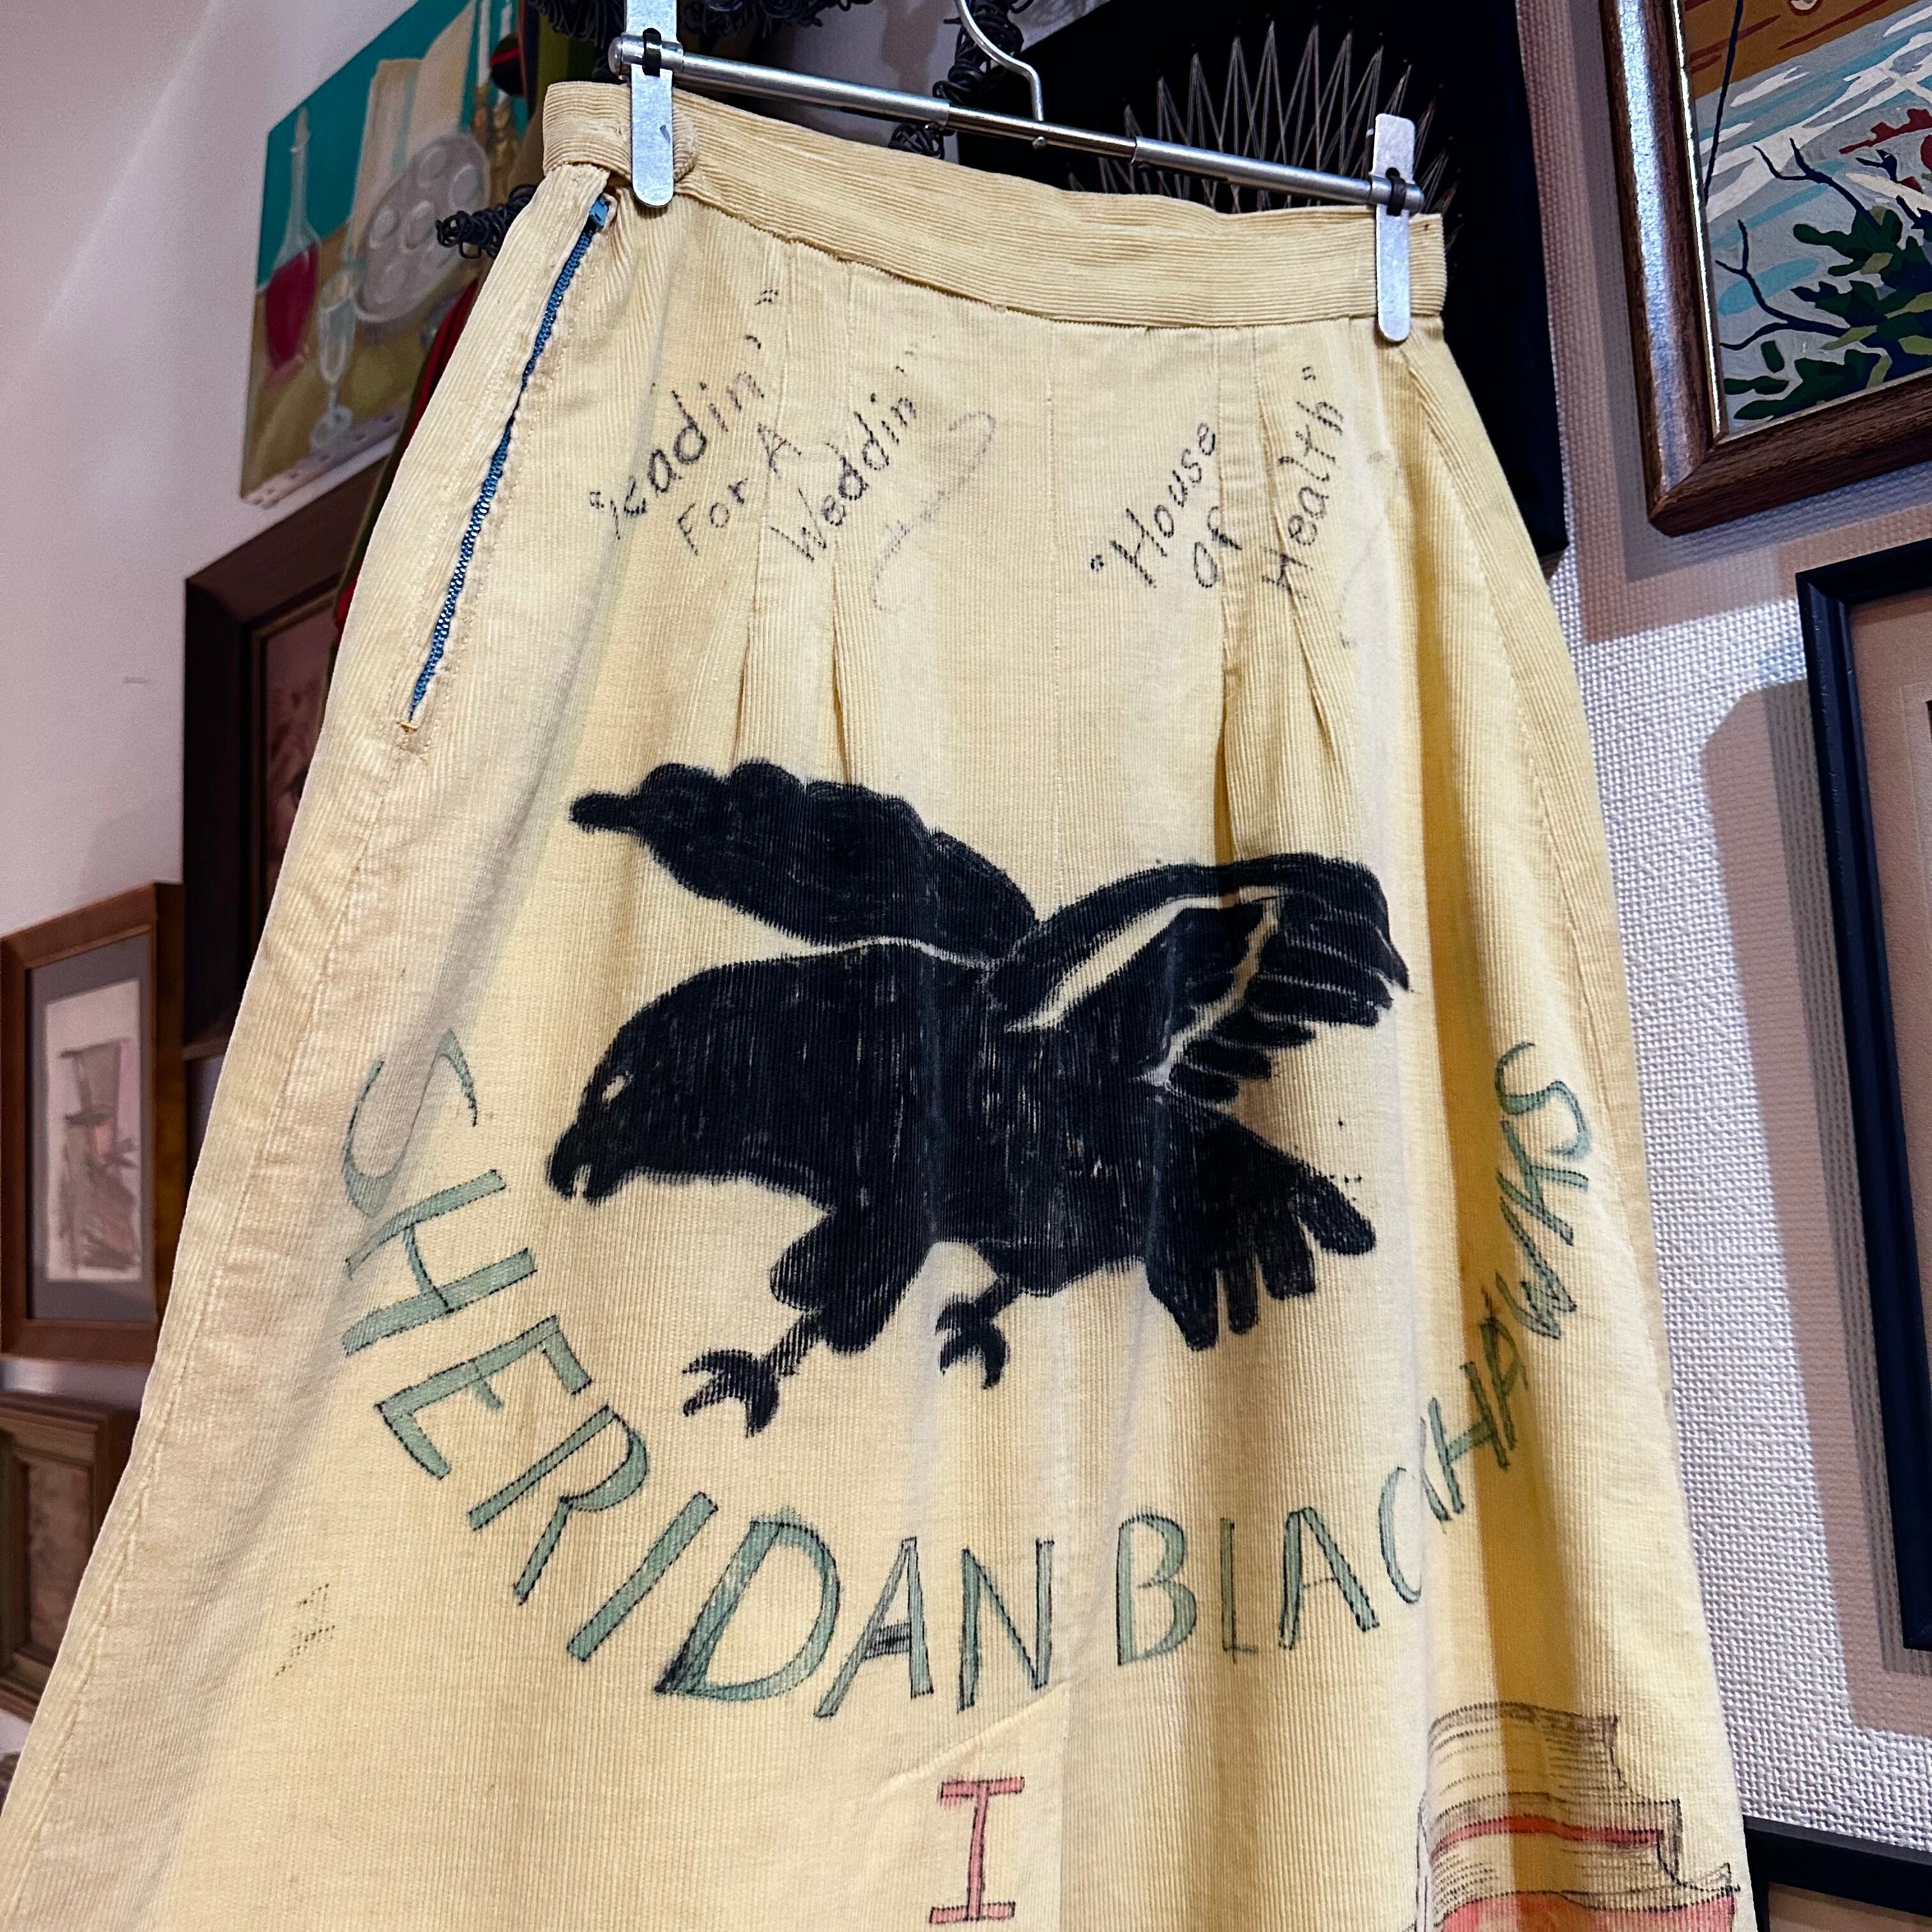 "Headin'
For A
Weddin'"
"House
Of
Health"
SHERIDAN BLACKHAWKS
I